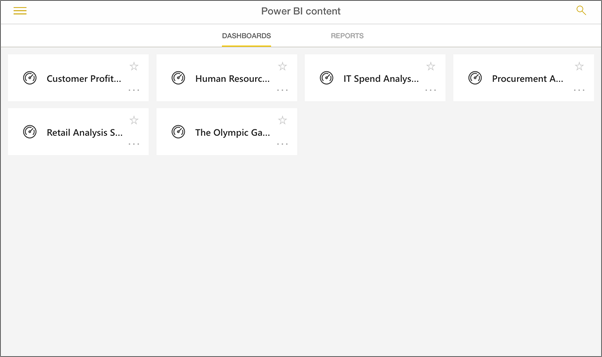 Power BI content
DASHBOARDS REPORTS
Customer Profit... Human Resourc... IT Spend Analys... Procurement A...
Retail Analysis S... The Olympic Ga...